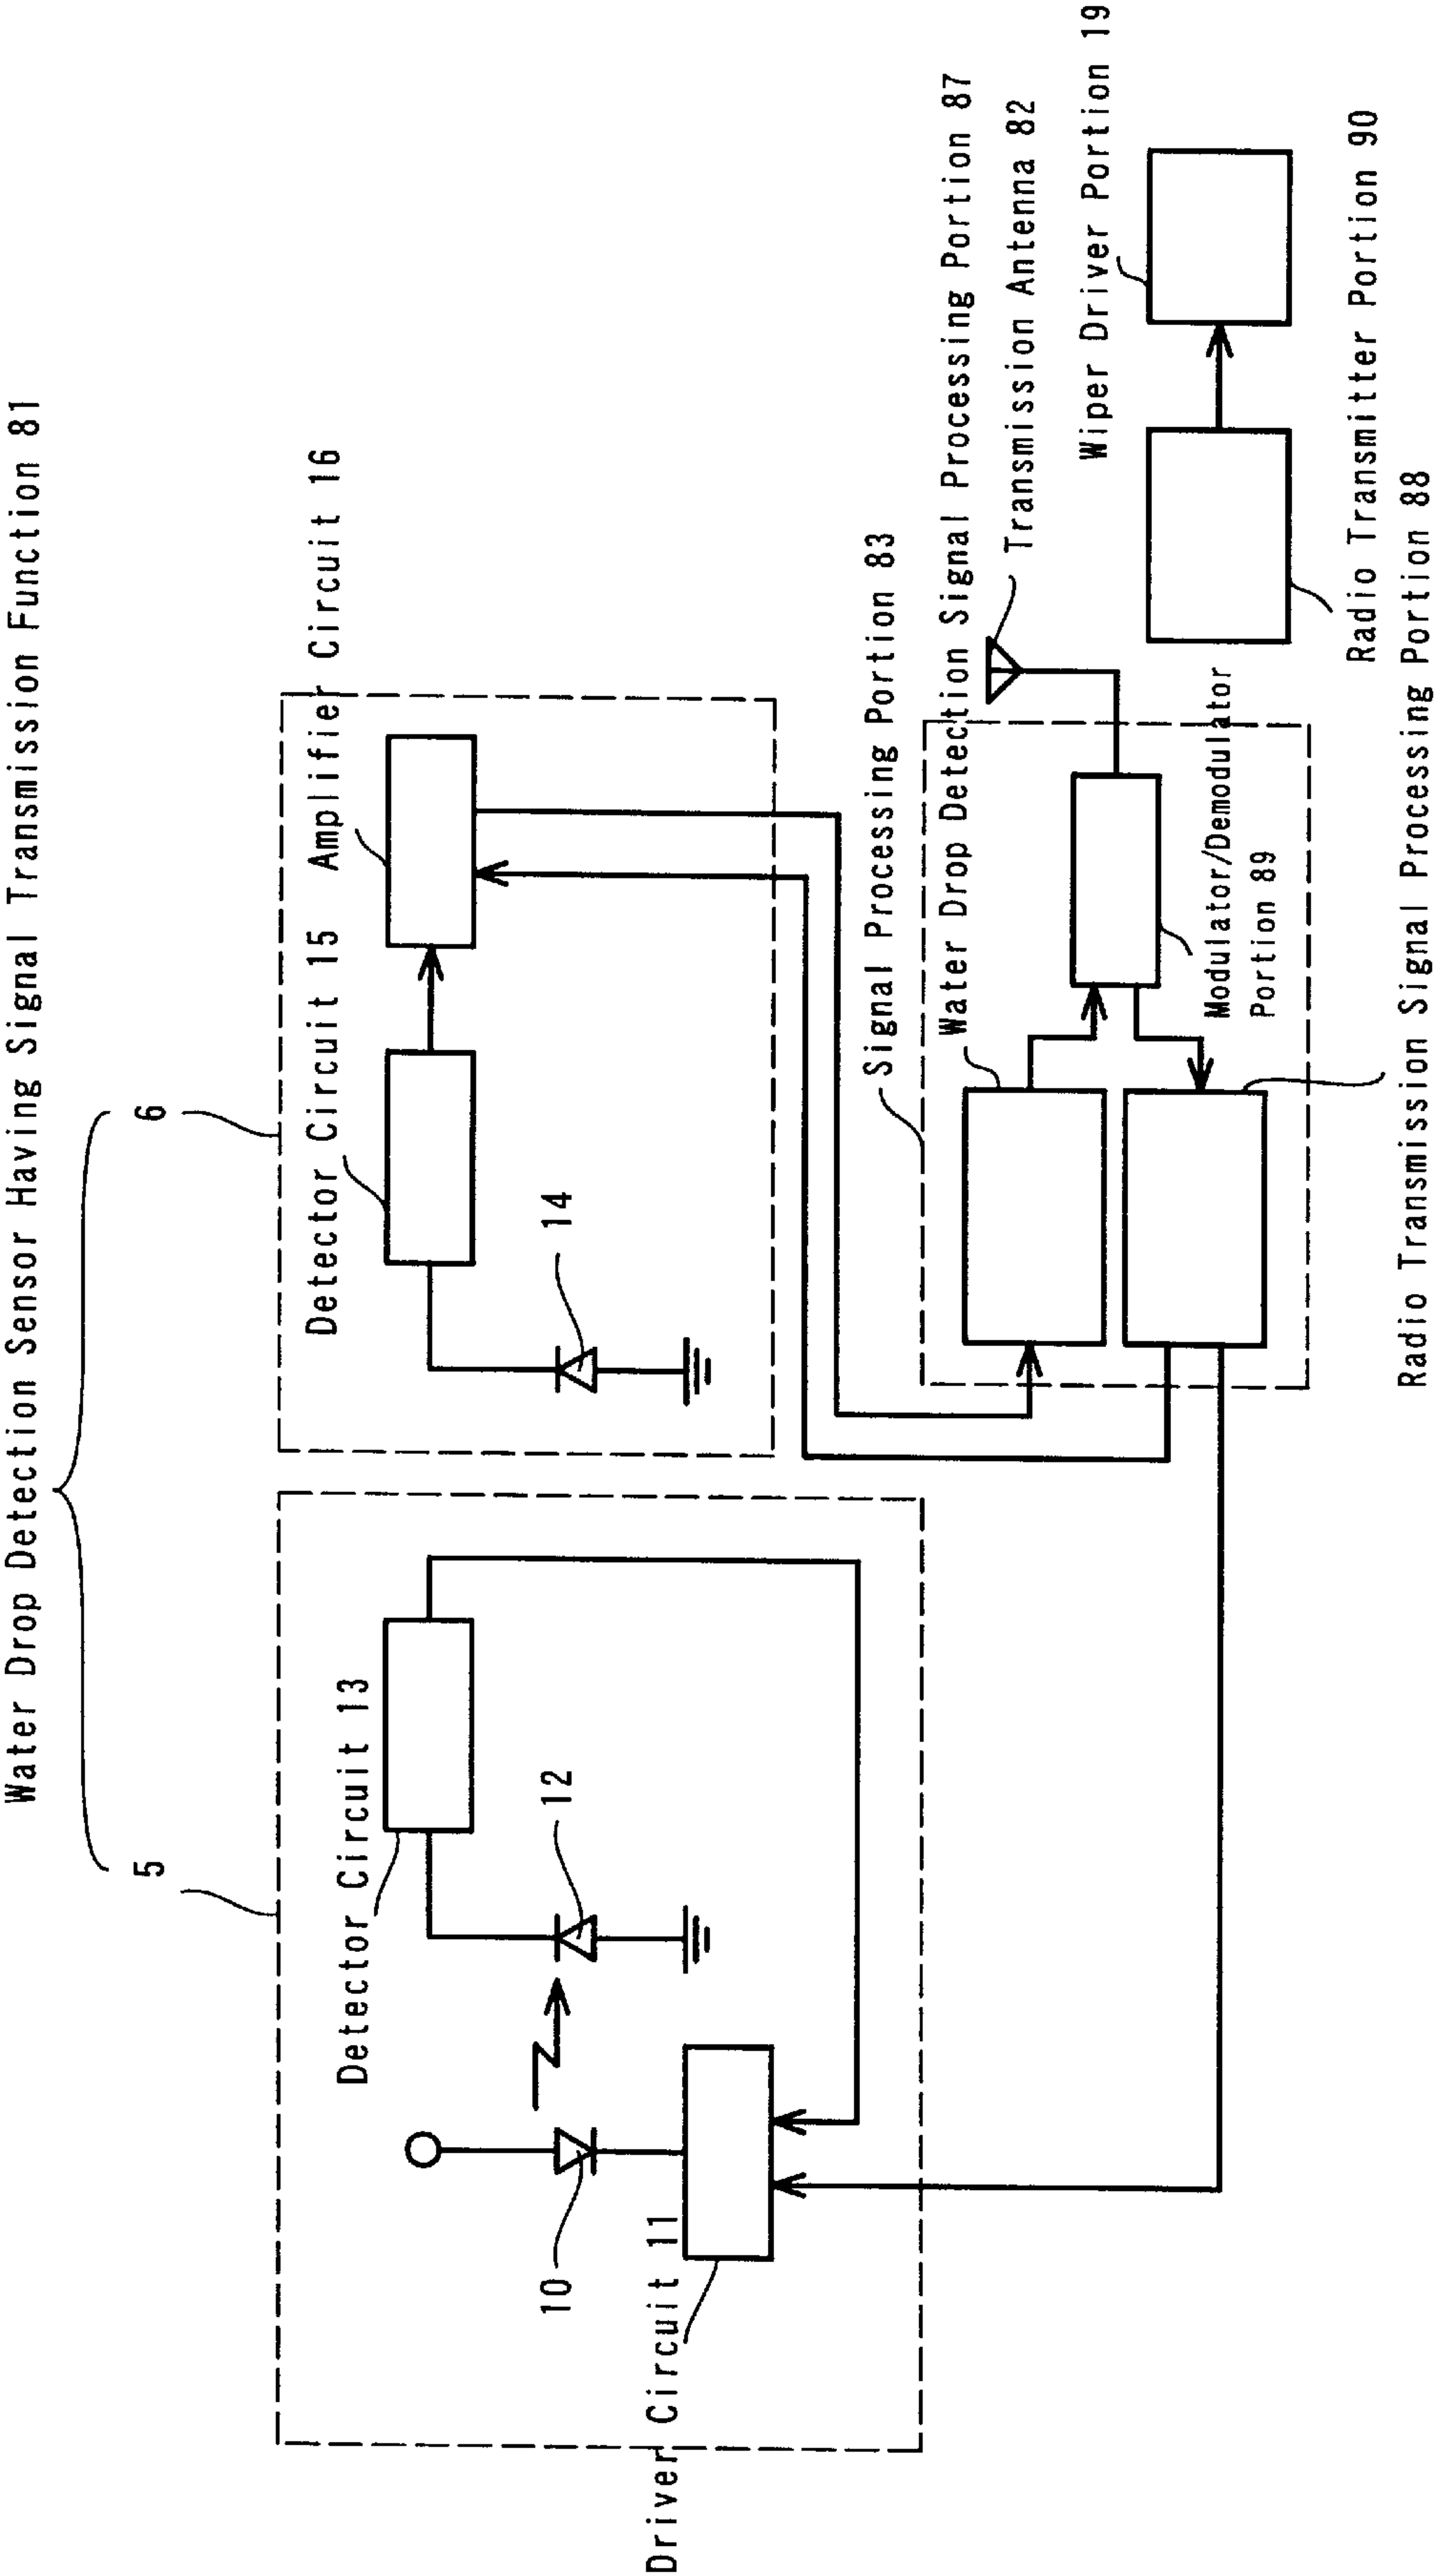 Water Drop Detection Sensor Having Signal Transmission Function 81
5
6
Detector Circuit 13
Detector Circuit 15
Amplifier Circuit 16
10
12
14
Driver Circuit 11
Signal Processing Portion 83
Water Drop Detection Signal Processing Portion 87
Transmission Antenna 82
Wiper Driver Portion 19
Modulator/Demodulator
Portion 89
Radio Transmitter Portion 90
Radio Transmission Signal Processing Portion 88